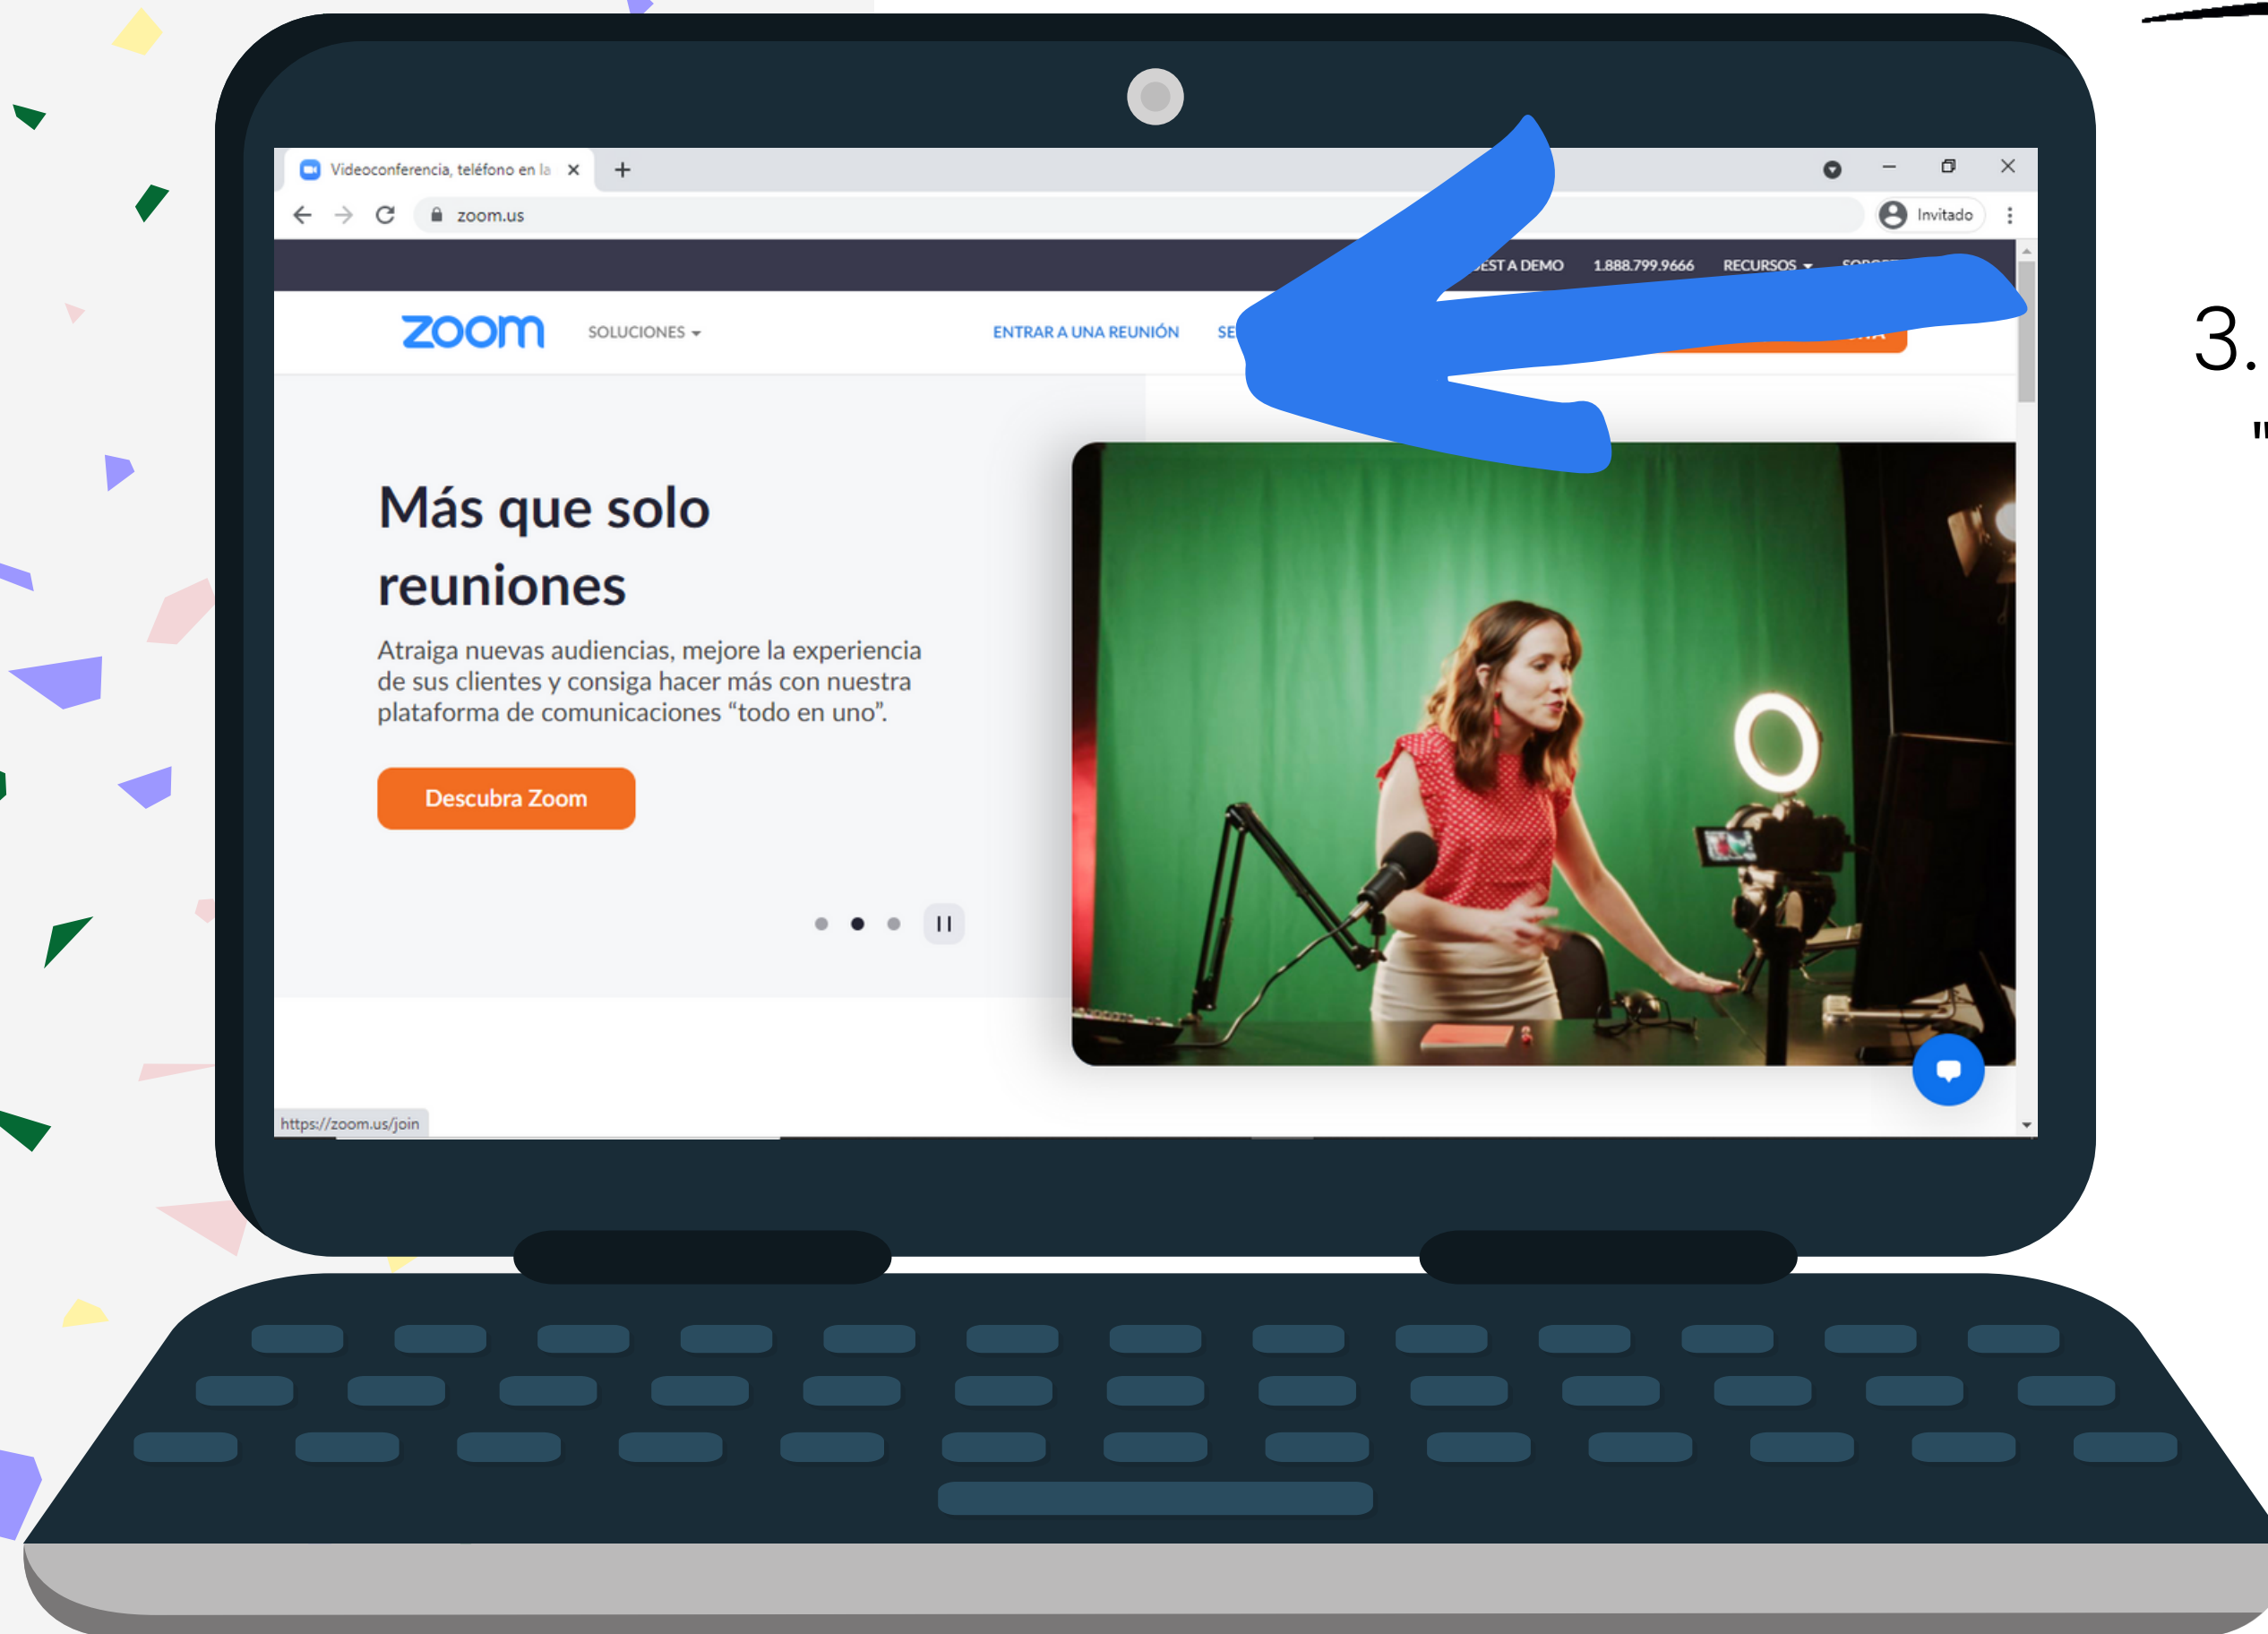 Videoconferencia, teléfono en la
zoom.us
Invitado
A DEMO 1.888.799.9666 RECURSOS
zoom SOLUCIONES ENTRAR A UNA REUNIÓN
3.
"
Más que solo
reuniones
Atraiga nuevas audiencias, mejore la experiencia
de sus clientes y consiga hacer más con nuestra
plataforma de comunicaciones “todo en uno”.
Descubra Zoom
https://zoom.us/join